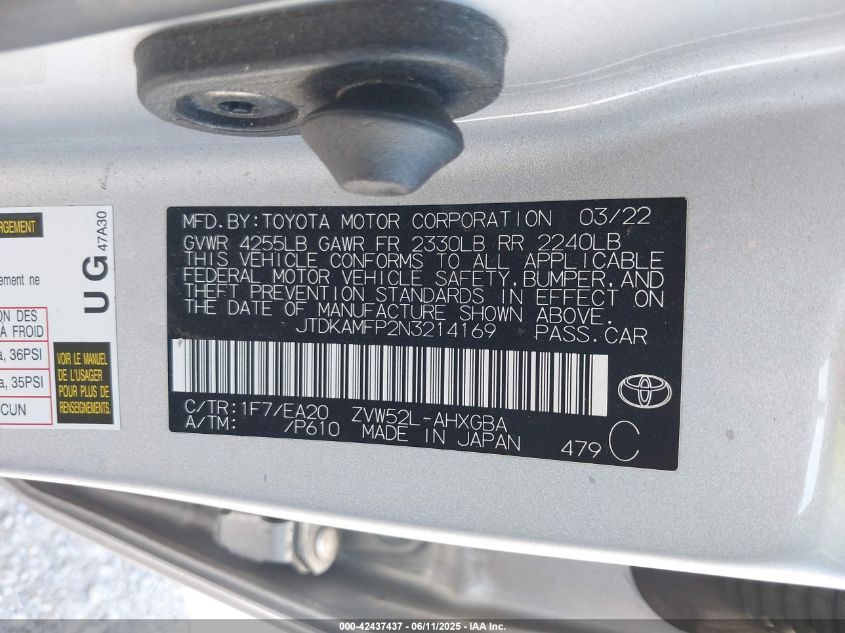 MFD.BY:TOYOTA MOTOR CORPORATION 03/22
GVWR 4255LB GAWR FR 2330LB RR 2240LB
THIS VEHICLE CONFORMS TO ALL APPLICABLE
FEDERAL MOTOR VEHICLE SAFETY,BUMPER,AND
THEFT PREVENTION STANDARDS IN EFFECT ON
THE DATE OF MANUFACTURE SHOWN ABOVE.
JTDKAMFP2N3214169 PASS.CAR
C/TR:1F7/EA20 ZVW52L-AHXGBA
A/TM: /P610 MADE IN JAPAN
479 C
RGEMENT
UG
47A30
ement ne
ON DES
À FROID
a, 36PSI
a, 35PSI
CUN
VOIR LE
MANUEL
DE L'USAGER
POUR PLUS DE
RENSEIGNEMENTS
000-42437437 - 06/11/2025 - IAA Inc.